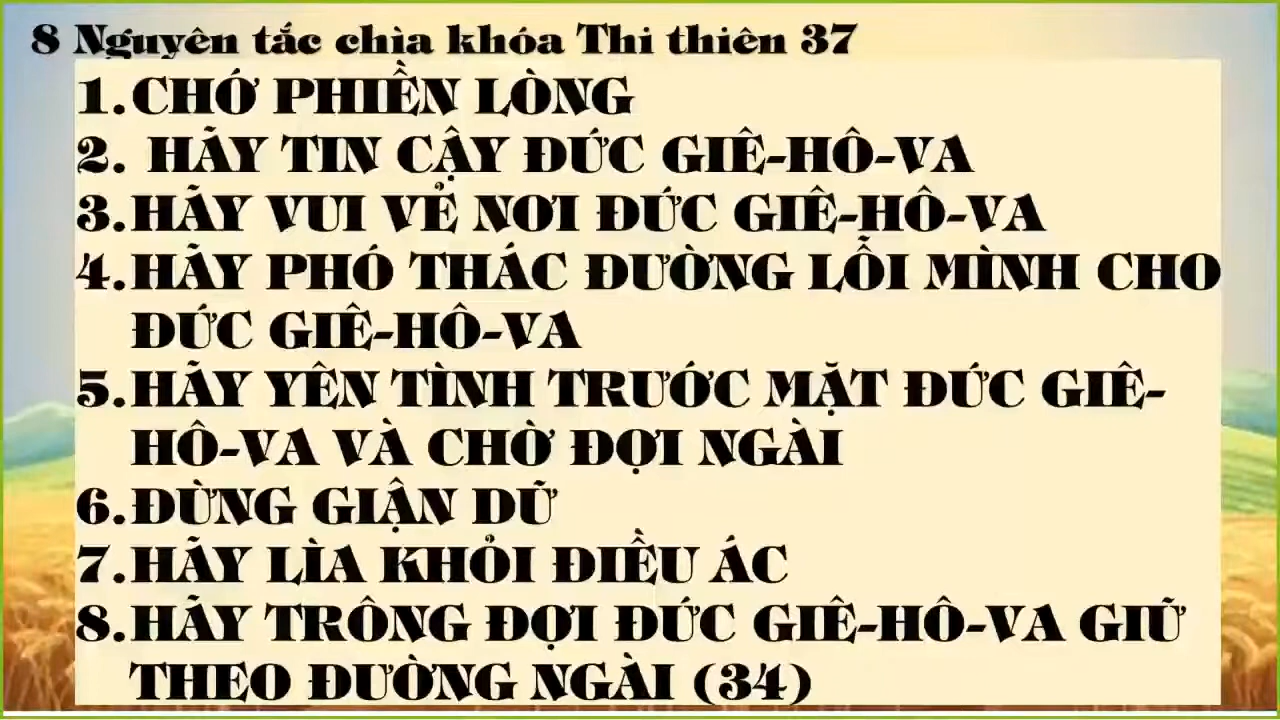 8 Nguyên tắc chìa khóa Thi thiên 37
1. CHỚ PHIỀN LÒNG
2. HÃY TIN CẬY ĐỨC GIÊ-HÔ-VA
3. HÃY VUI VẺ NƠI ĐỨC GIÊ-HÔ-VA
4. HÃY PHÓ THÁC ĐƯỜNG LỖI MÌNH CHO
ĐỨC GIÊ-HÔ-VA
5. HÃY YÊN TÌNH TRƯỚC MẶT ĐỨC GIÊ-
HÔ-VA VÀ CHỜ ĐỢI NGÀI
6. ĐỪNG GIẬN DỮ
7. HÃY LÌA KHỎI ĐIỀU ÁC
8. HÃY TRÔNG ĐỢI ĐỨC GIÊ-HÔ-VA GIỮ
THEO ĐƯỜNG NGÀI (34)